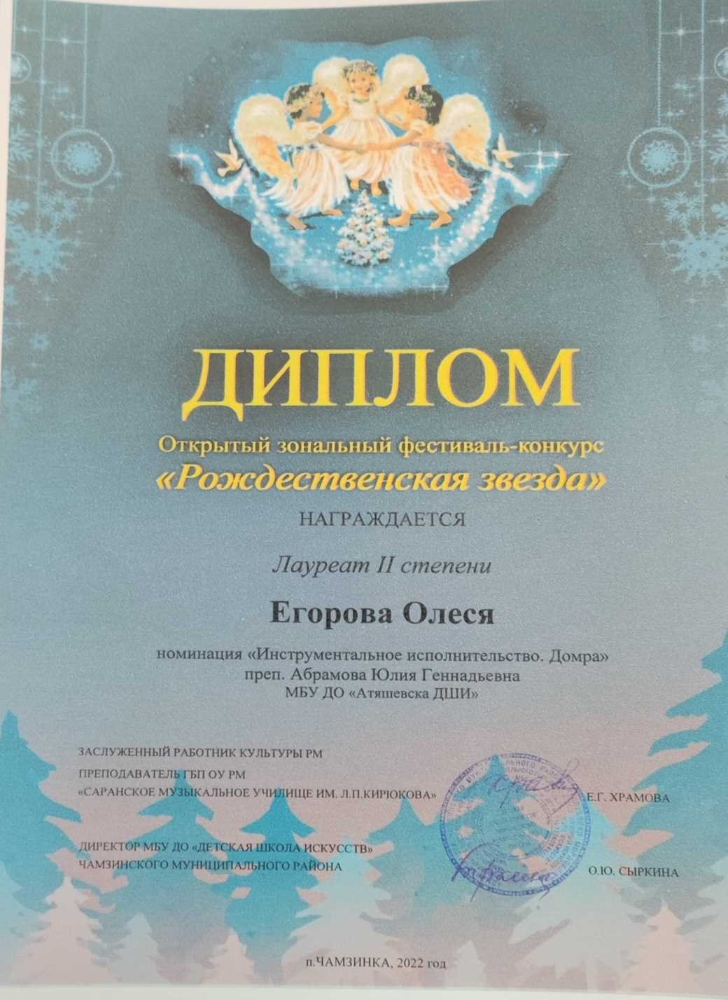 ДИПЛОМ
Открытый зональный фестиваль-конкурс
«Рождественская звезда»
НАГРАЖДАЕТСЯ
Лауреат II степени
Егорова Олеся
номинация «Инструментальное исполнительство. Домра»
преп. Абрамова Юлия Геннадьевна
МБУ ДО «Атяшевска ДШИ»
ЗАСЛУЖЕННЫЙ РАБОТНИК КУЛЬТУРЫ РМ
ПРЕПОДАВАТЕЛЬ ГБП ОУ РМ
«САРАНСКОЕ МУЗЫКАЛЬНОЕ УЧИЛИЩЕ ИМ. Л.П.КИРЮКОВА»
Е.Г. ХРАМОВА
ДИРЕКТОР МБУ ДО «ДЕТСКАЯ ШКОЛА ИСКУССТВ»
ЧАМЗИНСКОГО МУНИЦИПАЛЬНОГО РАЙОНА
О.Ю. СЫРКИНА
п.ЧАМЗИНКА, 2022 год